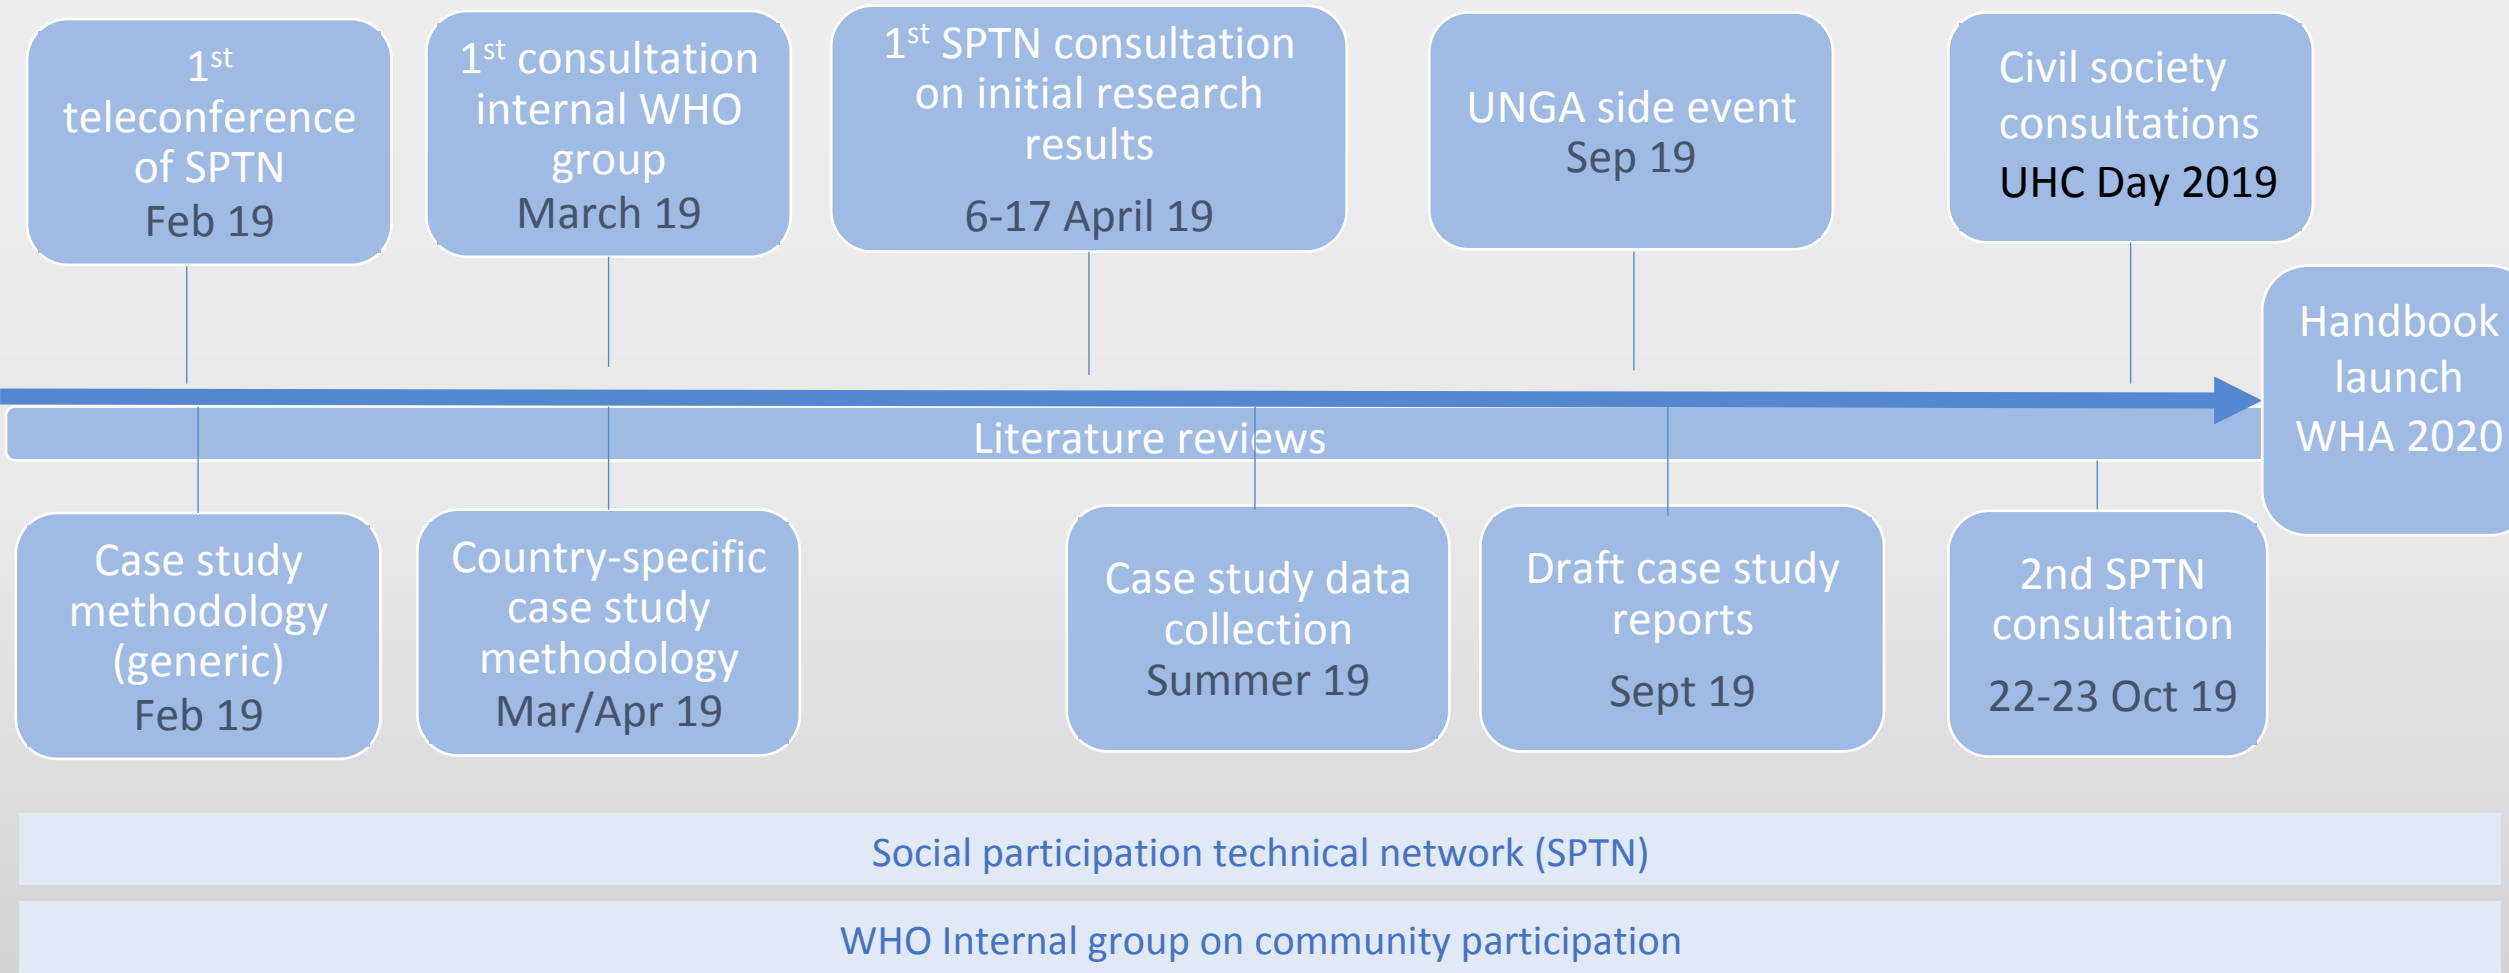 1st
teleconference
of SPTN
Feb 19
1st consultation
internal WHO
group
March 19
1st SPTN consultation
on initial research
results
6-17 April 19
UNGA side event
Sep 19
Civil society
consultations
UHC Day 2019
Handbook
launch
WHA 2020
Literature reviews
Case study
methodology
(generic)
Feb 19
Country-specific
case study
methodology
Mar/Apr 19
Case study data
collection
Summer 19
Draft case study
reports
Sept 19
2nd SPTN
consultation
22-23 Oct 19
Social participation technical network (SPTN)
WHO Internal group on community participation